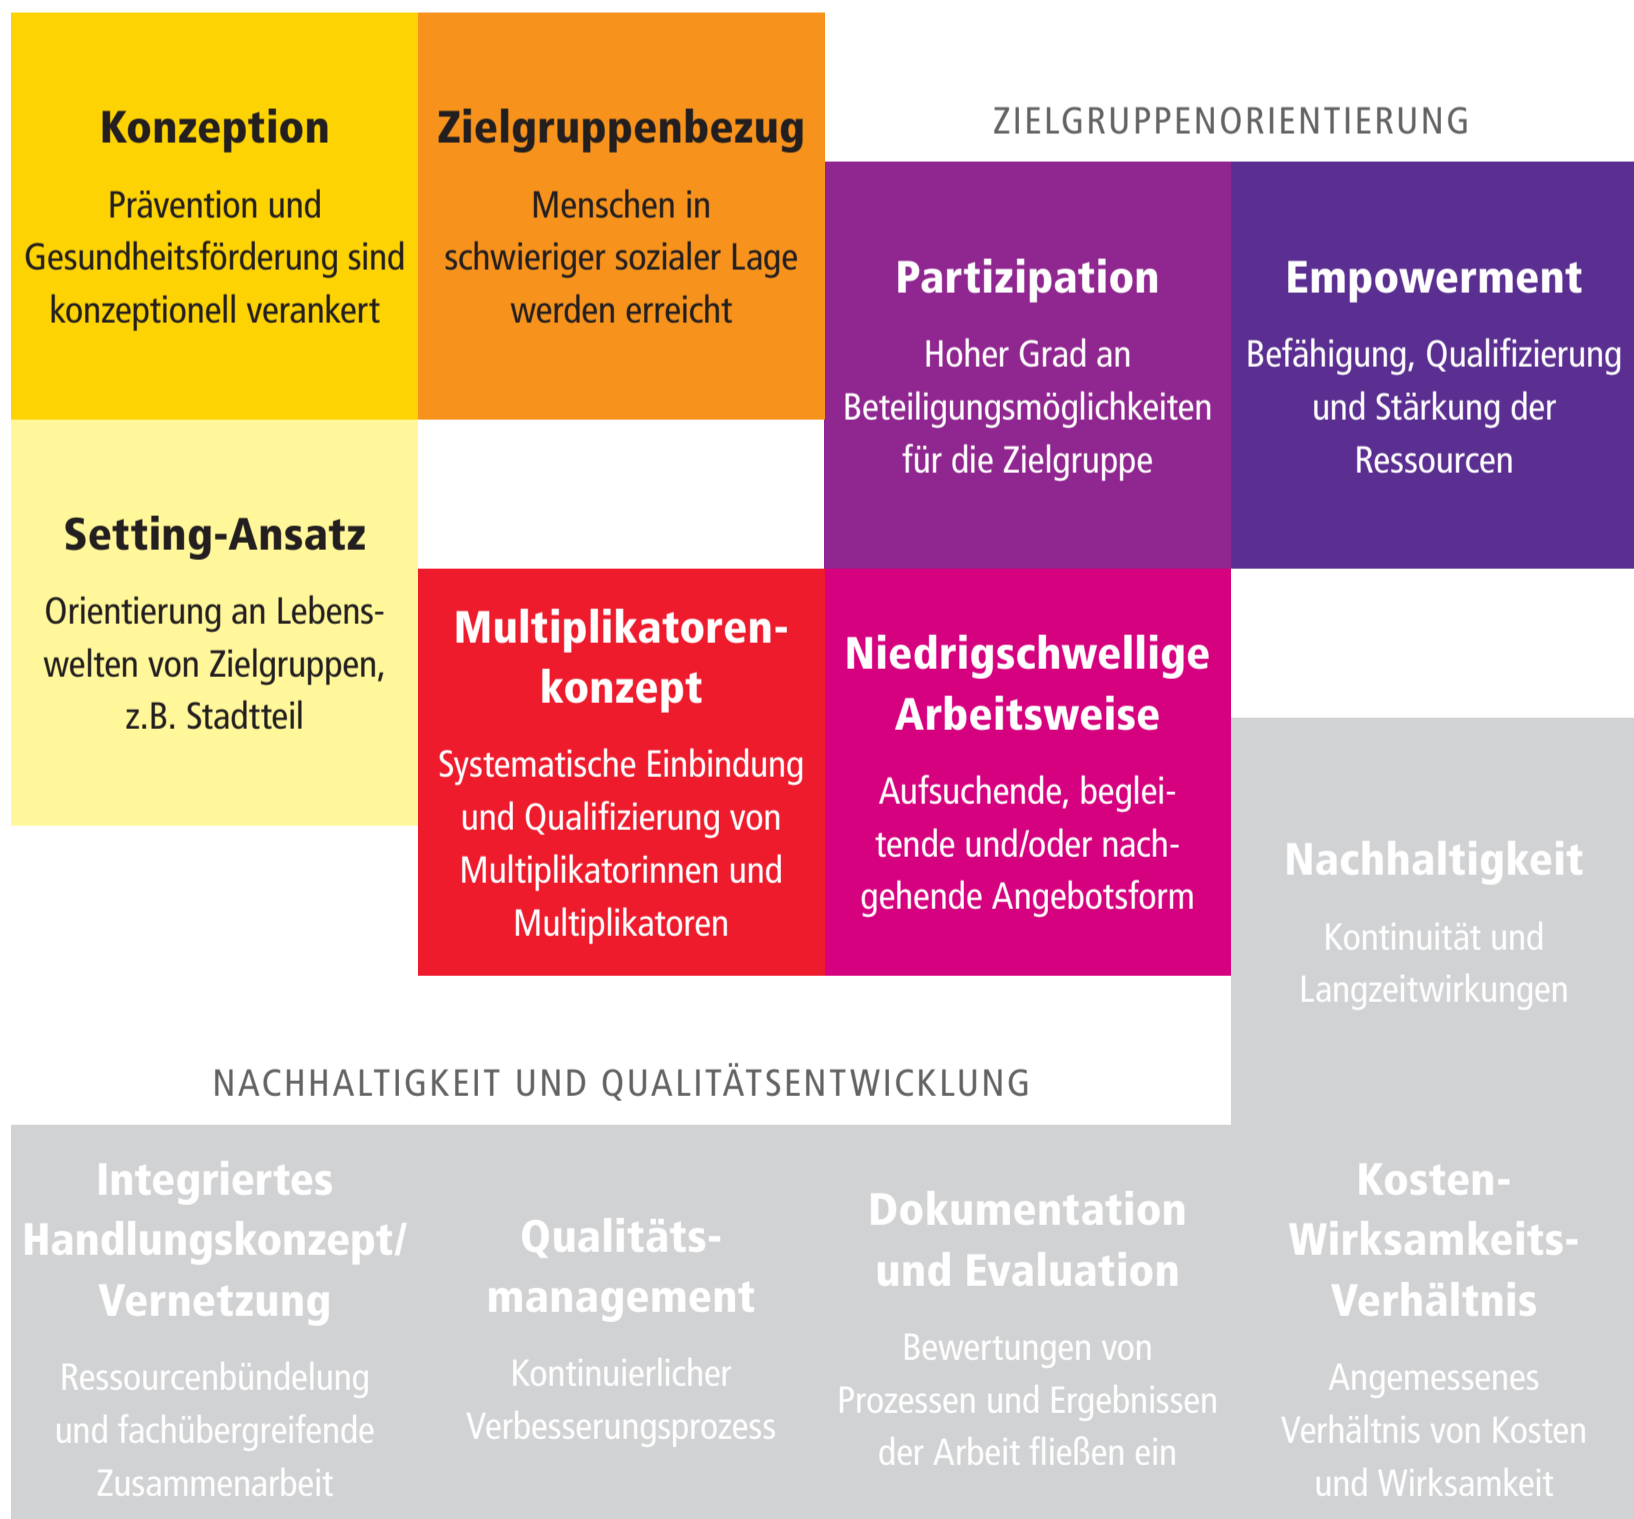 Konzeption
Prävention und
Gesundheitsförderung sind
konzeptionell verankert
Zielgruppenbezug
Menschen in
schwieriger sozialer Lage
werden erreicht
ZIELGRUPPENORIENTIERUNG
Partizipation
Hoher Grad an
Beteiligungsmöglichkeiten
für die Zielgruppe
Empowerment
Befähigung, Qualifizierung
und Stärkung der
Ressourcen
Setting-Ansatz
Orientierung an Lebens-
welten von Zielgruppen,
z.B. Stadtteil
Multiplikatoren-
konzept
Systematische Einbindung
und Qualifizierung von
Multiplikatorinnen und
Multiplikatoren
Niedrigschwellige
Arbeitsweise
Aufsuchende, beglei-
tende und/oder nach-
gehende Angebotsform
Nachhaltigkeit
Kontinuität und
Langzeitwirkungen
NACHHALTIGKEIT UND QUALITÄTSENTWICKLUNG
Integriertes
Handlungskonzept/
Vernetzung
Ressourcenbündelung
und fachübergreifende
Zusammenarbeit
Qualitäts-
management
Kontinuierlicher
Verbesserungsprozess
Dokumentation
und Evaluation
Bewertungen von
Prozessen und Ergebnissen
der Arbeit fließen ein
Kosten-
Wirksamkeits-
Verhältnis
Angemessenes
Verhältnis von Kosten
und Wirksamkeit